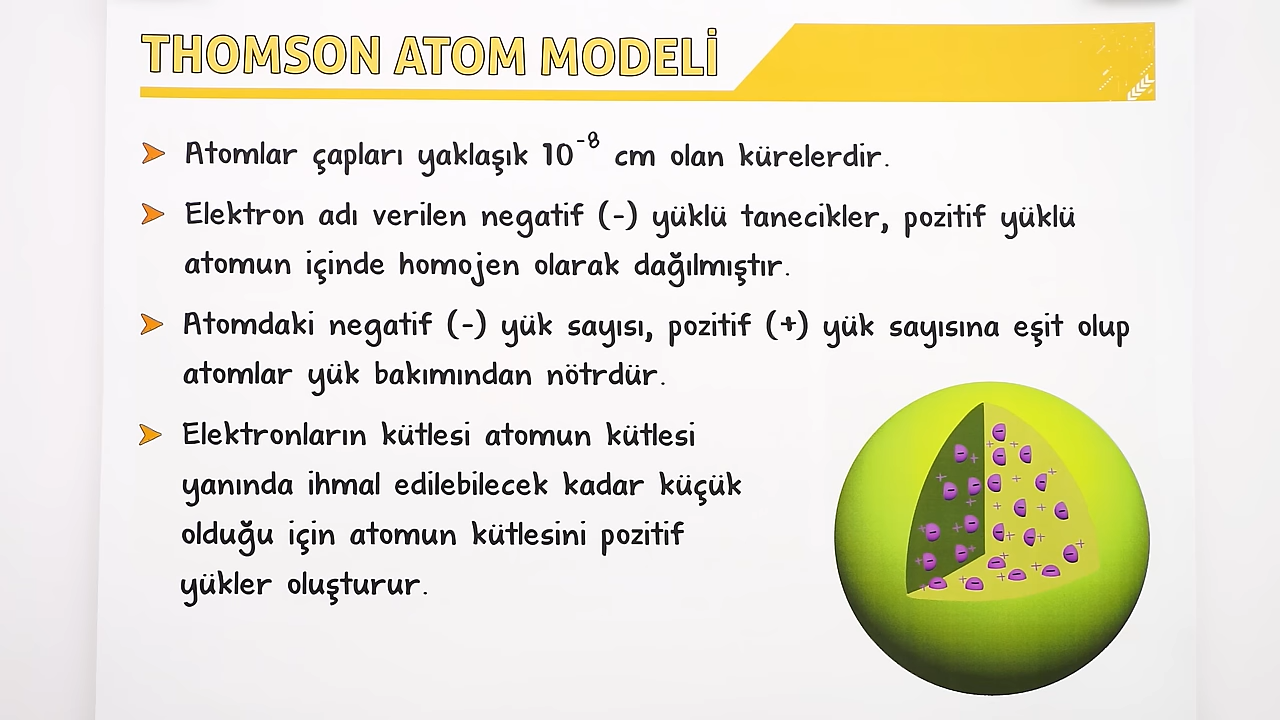 THOMSON ATOM MODELİ
Atomlar çapları yaklaşık 10⁻⁸ cm olan kürelerdir.
Elektron adı verilen negatif (-) yüklü tanecikler, pozitif yüklü
atomun içinde homojen olarak dağılmıştır.
Atomdaki negatif (-) yük sayısı, pozitif (+) yük sayısına eşit olup
atomlar yük bakımından nötrdür.
Elektronların kütlesi atomun kütlesi
yanında ihmal edilebilecek kadar küçük
olduğu için atomun kütlesini pozitif
yükler oluşturur.